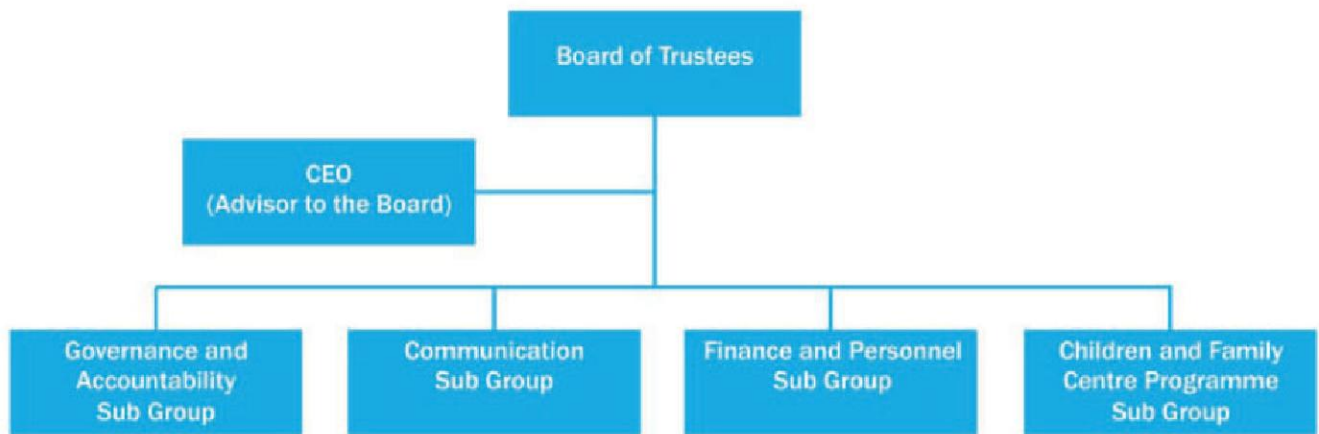 Board of Trustees
CEO
(Advisor to the Board)
Governance and
Accountability
Sub Group
Communication
Sub Group
Finance and Personnel
Sub Group
Children and Family
Centre Programme
Sub Group